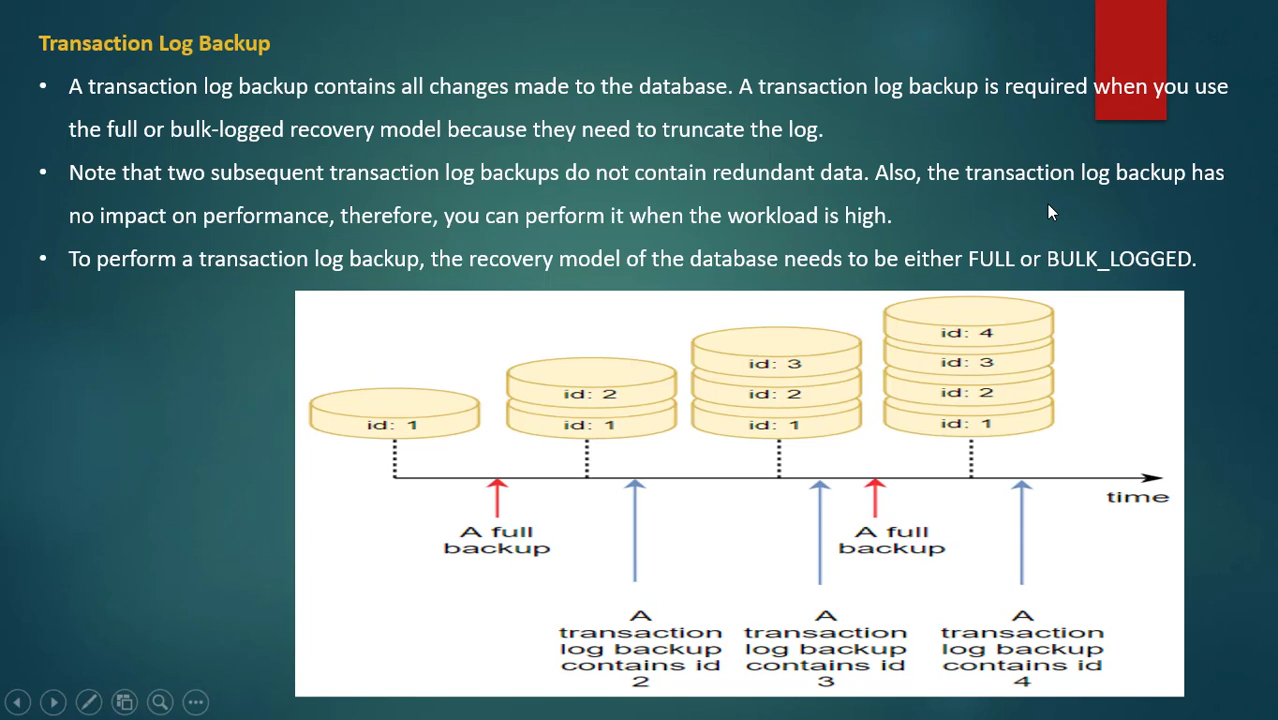 Transaction Log Backup
• A transaction log backup contains all changes made to the database. A transaction log backup is required when you use
the full or bulk-logged recovery model because they need to truncate the log.
• Note that two subsequent transaction log backups do not contain redundant data. Also, the transaction log backup has
no impact on performance, therefore, you can perform it when the workload is high.
• To perform a transaction log backup, the recovery model of the database needs to be either FULL or BULK_LOGGED.
id: 1
id: 2
id: 1
id: 3
id: 2
id: 1
id: 4
id: 3
id: 2
id: 1
time
A full
backup
A full
backup
A
transaction
log backup
contains id
2
A
transaction
log backup
contains id
3
A
transaction
log backup
contains id
4